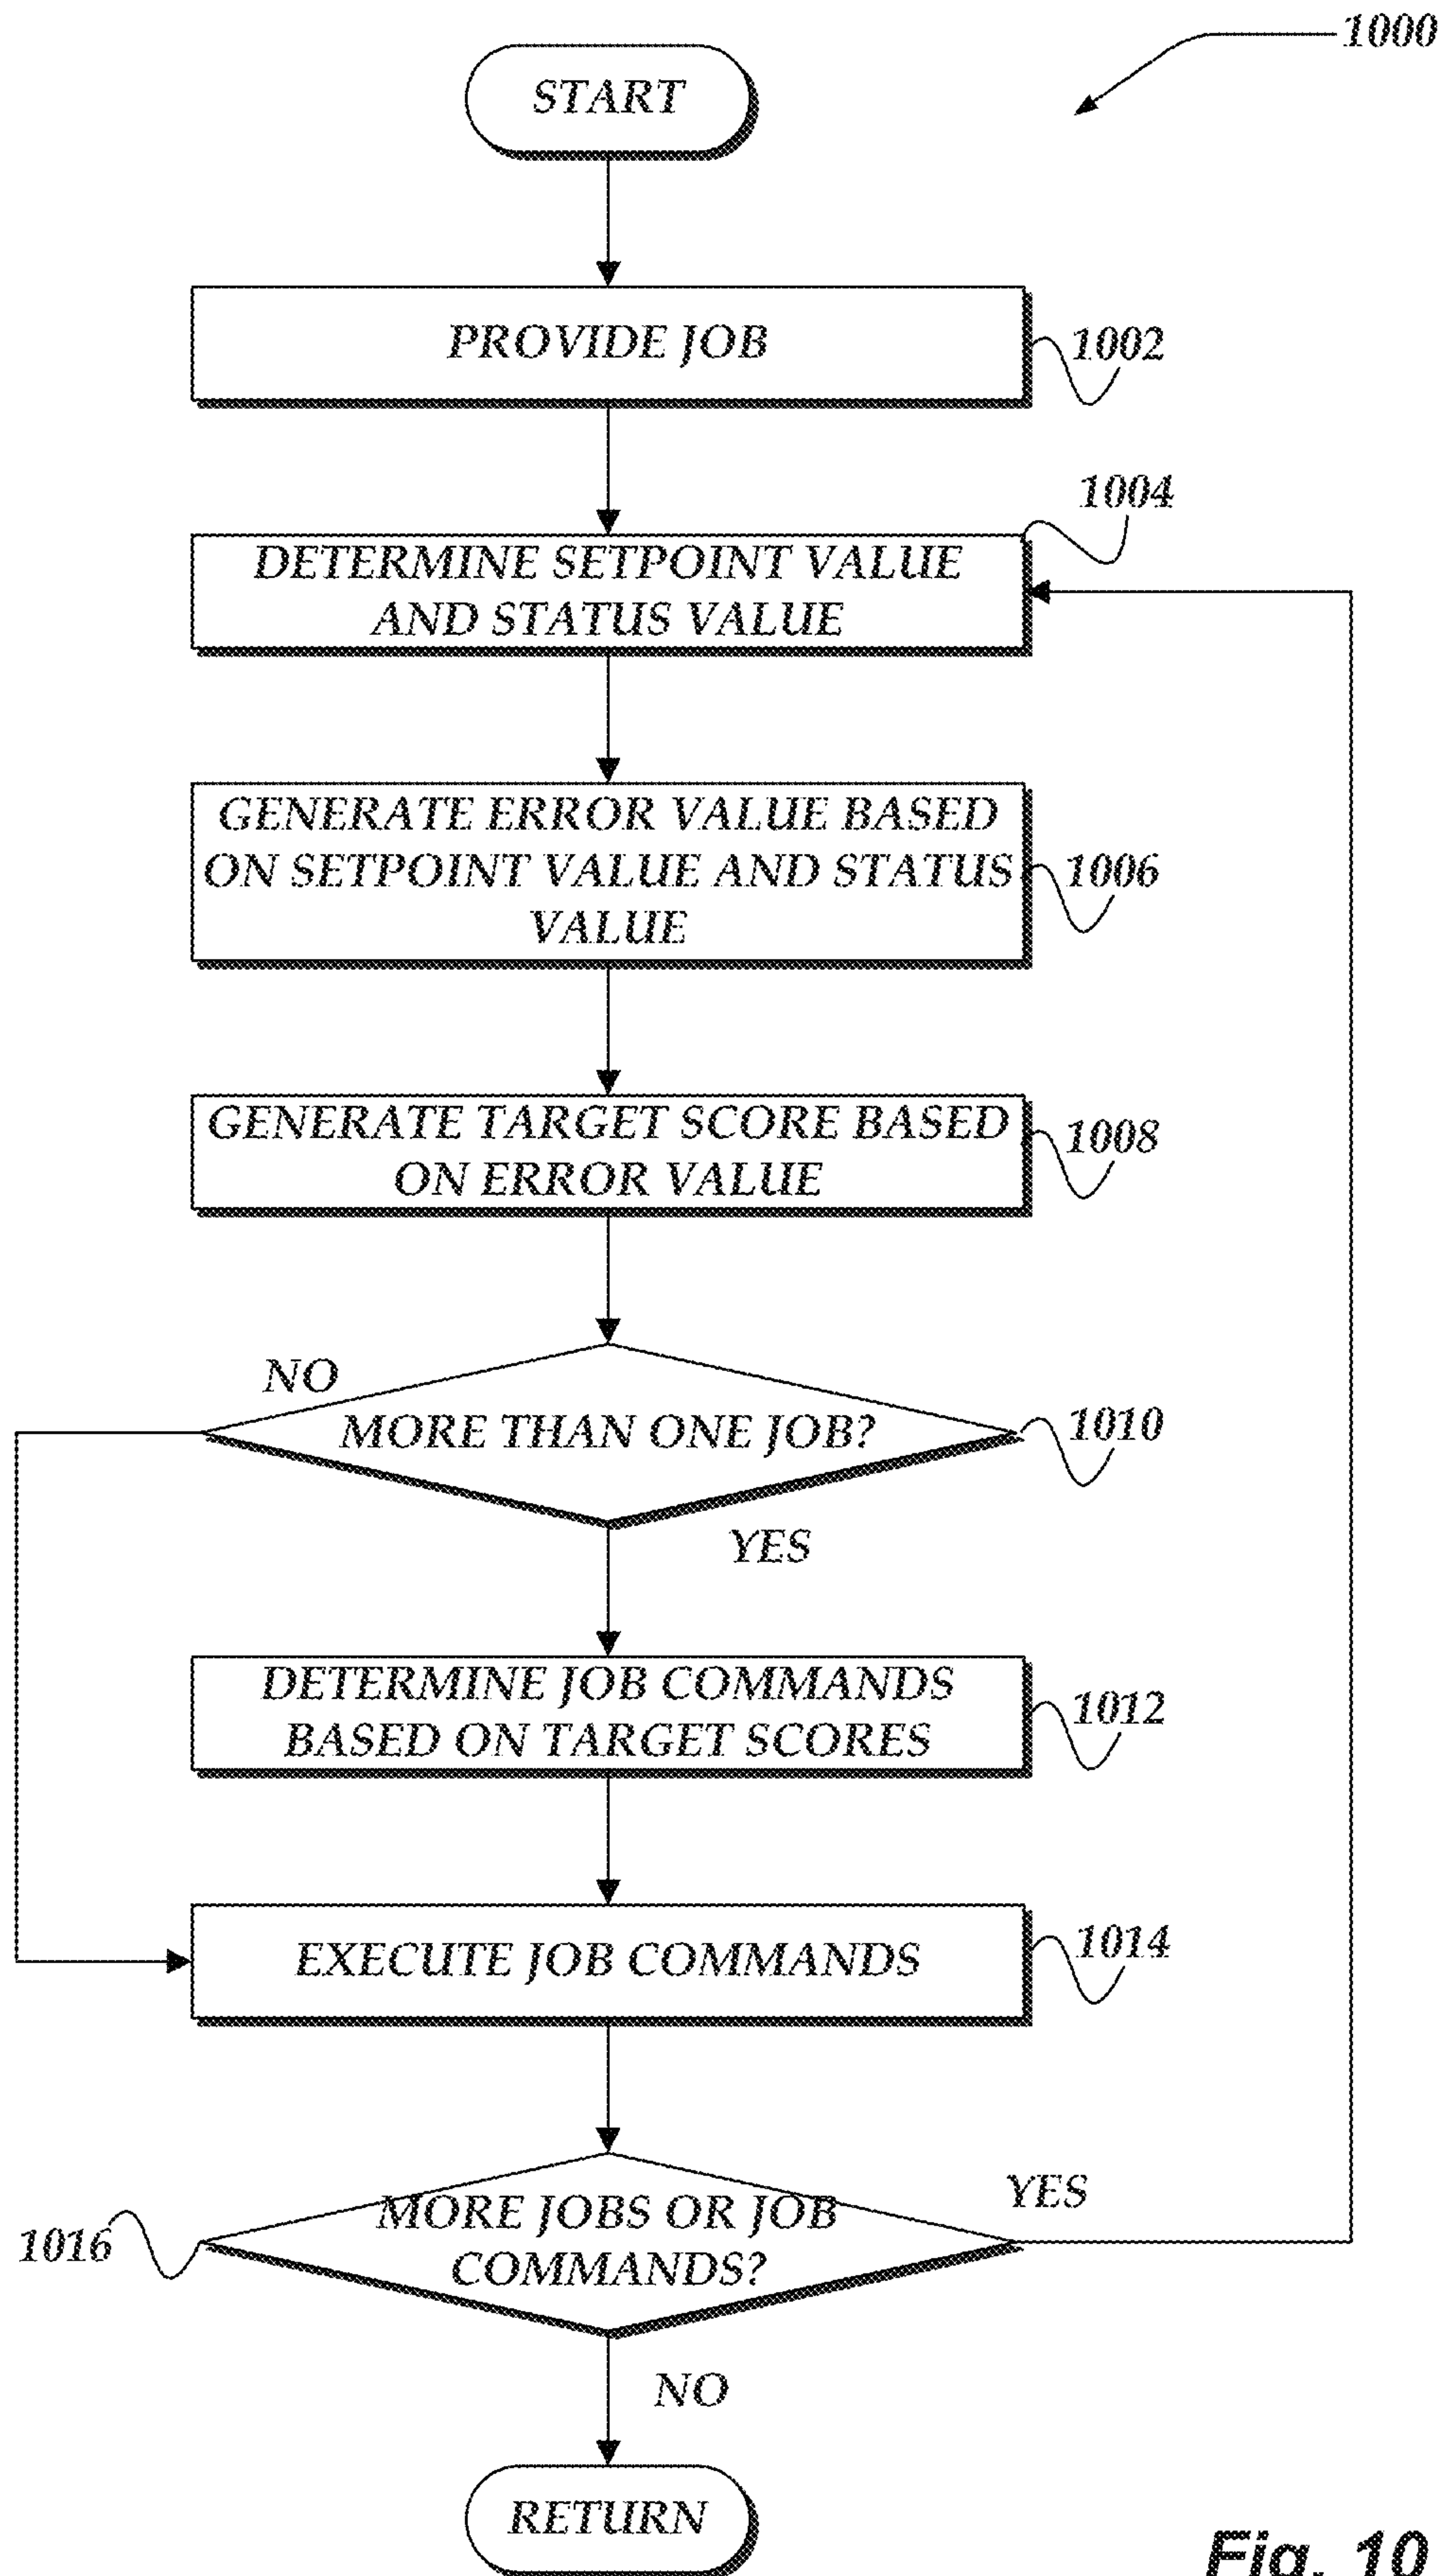 1000
START
PROVIDE JOB
1002
1004
DETERMINE SETPOINT VALUE
AND STATUS VALUE
GENERATE ERROR VALUE BASED
ON SETPOINT VALUE AND STATUS
VALUE
1006
GENERATE TARGET SCORE BASED
ON ERROR VALUE
1008
NO
MORE THAN ONE JOB?
1010
YES
DETERMINE JOB COMMANDS
BASED ON TARGET SCORES
1012
EXECUTE JOB COMMANDS
1014
YES
MORE JOBS OR JOB
COMMANDS?
1016
NO
RETURN
Fig. 10